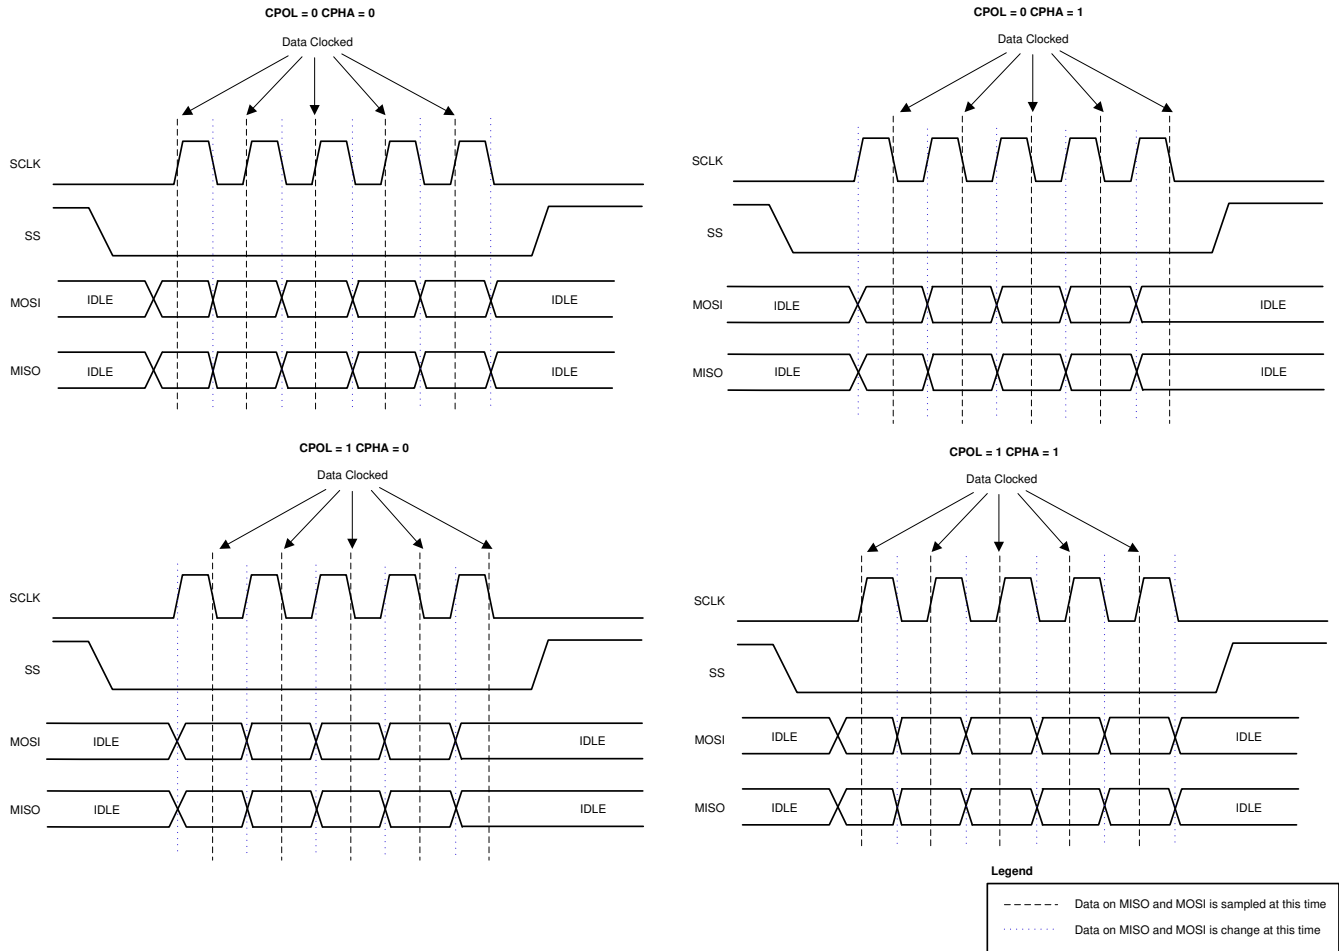 CPOL = 0 CPHA = 0
Data Clocked
SCLK
SS
MOSI IDLE IDLE
MISO IDLE IDLE
CPOL = 0 CPHA = 1
Data Clocked
SCLK
SS
MOSI IDLE IDLE
MISO IDLE IDLE
CPOL = 1 CPHA = 0
Data Clocked
SCLK
SS
MOSI IDLE IDLE
MISO IDLE IDLE
CPOL = 1 CPHA = 1
Data Clocked
SCLK
SS
MOSI IDLE IDLE
MISO IDLE IDLE
Legend
Data on MISO and MOSI is sampled at this time
Data on MISO and MOSI is change at this time